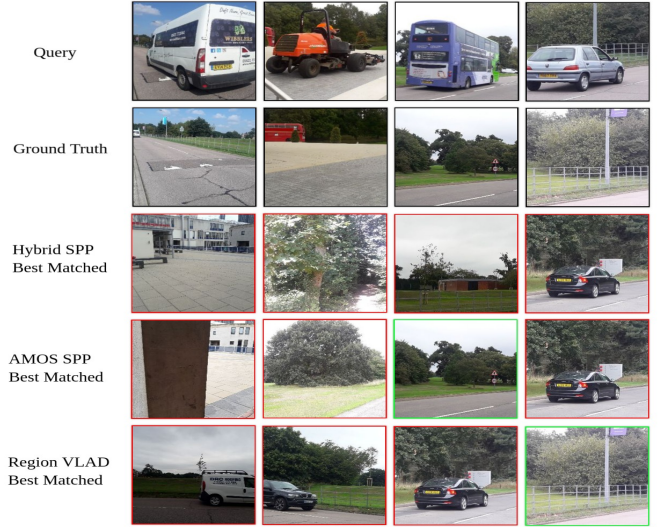 Query
Ground Truth
Hybrid SPP
Best Matched
AMOS SPP
Best Matched
Region VLAD
Best Matched